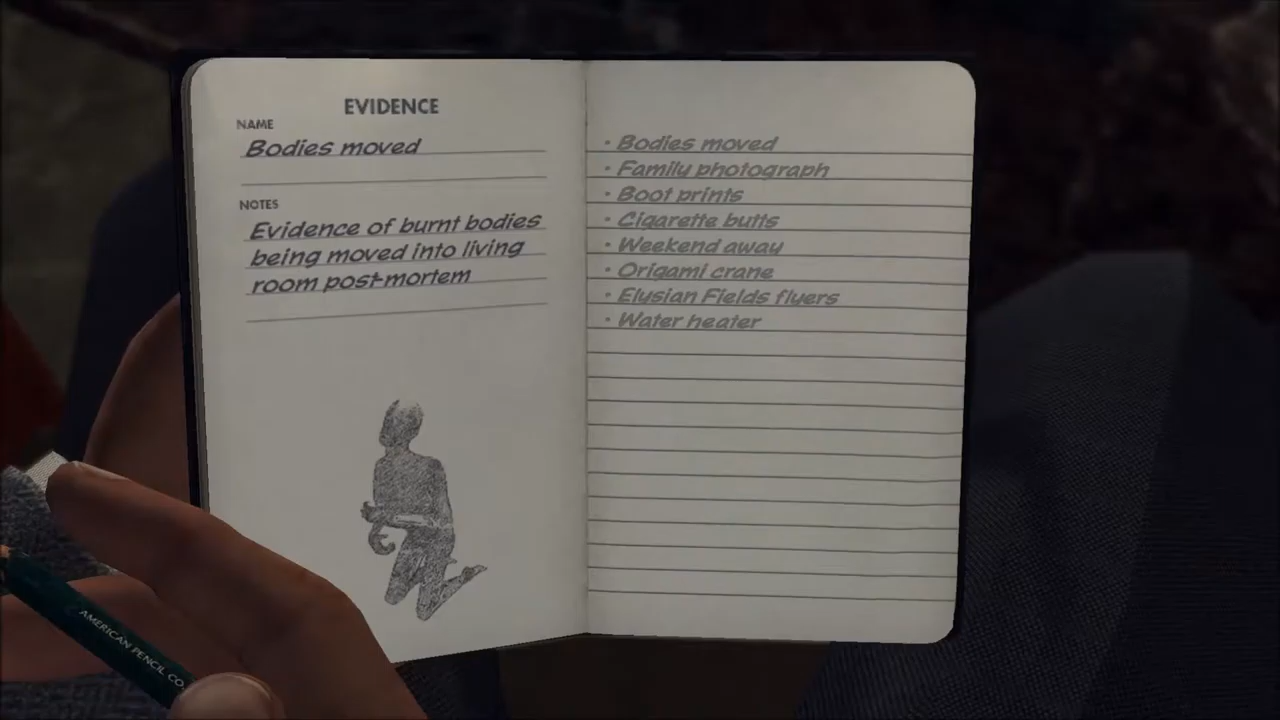 EVIDENCE
NAME
Bodies moved
NOTES
Evidence of burnt bodies
being moved into living
room post-mortem
• Bodies moved
• Family photograph
• Boot prints
• Cigarette butts
• Weekend away
• Origami crane
• Elysian Fields flyers
• Water heater
AMERICAN PENCIL CO.